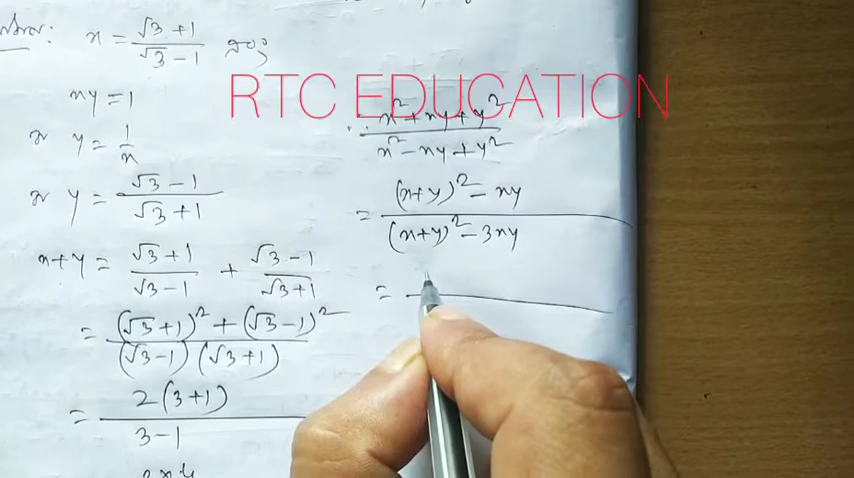 x = (√3+1)/(√3-1)
xy = 1
y = 1/x
y = (√3-1)/(√3+1)
x+y = (√3+1)/(√3-1) + (√3-1)/(√3+1)
= ((√3+1)² + (√3-1)²)/((√3-1)(√3+1))
= 2(3+1)/(3-1)
RTC EDUCATION
∴ (x²+xy+y²)/(x²-xy+y²)
= ((x+y)²-xy)/((x+y)²-3xy)
=